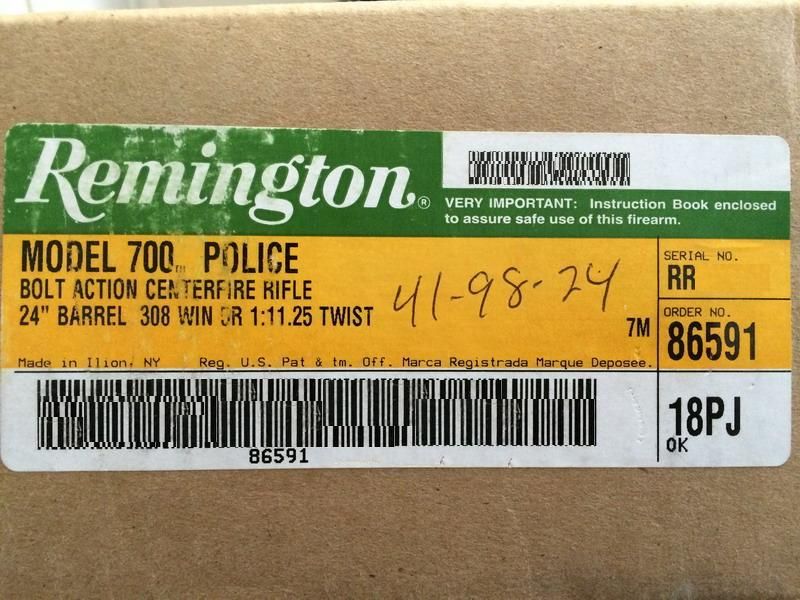 Remington®
VERY IMPORTANT: Instruction Book enclosed
to assure safe use of this firearm.
MODEL 700™ POLICE
BOLT ACTION CENTERFIRE RIFLE
24" BARREL 308 WIN 5R 1:11.25 TWIST
41-98-24
7M
SERIAL NO.
RR
ORDER NO.
86591
Made in Ilion, NY Reg. U.S. Pat & tm. Off. Marca Registrada Marque Deposee.
86591
18PJ
OK